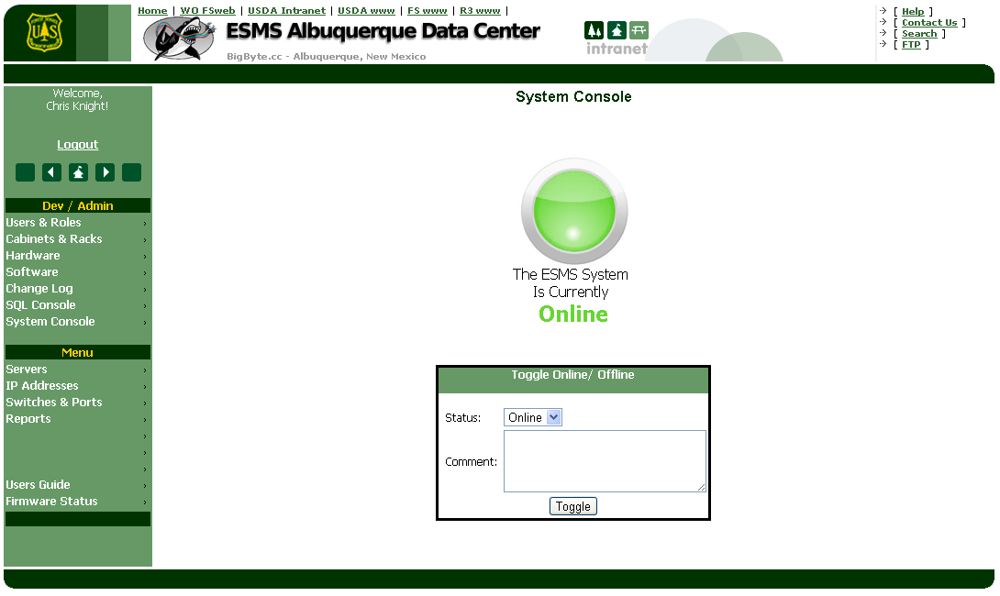 Home | WO FSweb | USDA Intranet | USDA www | FS www | R3 www |
ESMS Albuquerque Data Center
BigByte.cc - Albuquerque, New Mexico
UAS
intranet
[ Help ]
[ Contact Us ]
[ Search ]
[ FTP ]
Welcome,
Chris Knight!
Logout
Dev / Admin
Users & Roles
Cabinets & Racks
Hardware
Software
Change Log
SQL Console
System Console
Menu
Servers
IP Addresses
Switches & Ports
Reports
Users Guide
Firmware Status
System Console
The ESMS System
Is Currently
Online
Toggle Online/ Offline
Status: Online
Comment:
Toggle